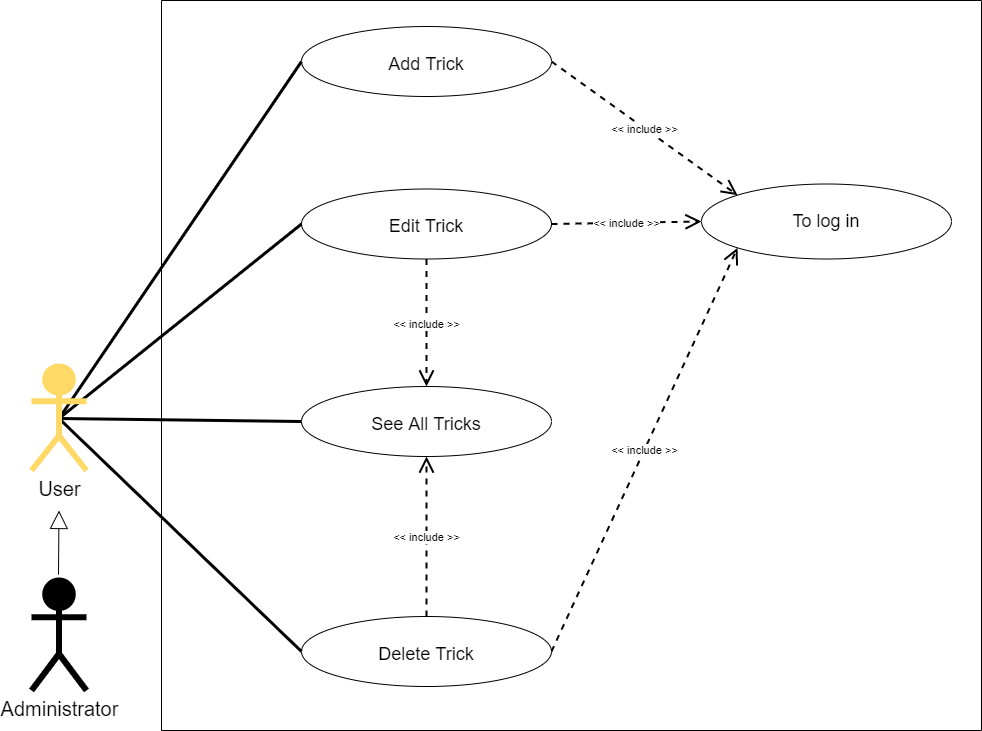 Add Trick
<< include >>
Edit Trick
<< include >>
To log in
<< include >>
See All Tricks
<< include >>
User
<< include >>
Delete Trick
Administrator